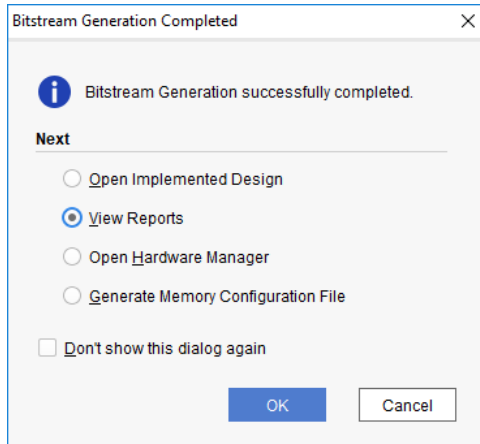 Bitstream Generation Completed
Bitstream Generation successfully completed.
Next
Open Implemented Design
View Reports
Open Hardware Manager
Generate Memory Configuration File
Don't show this dialog again
OK
Cancel